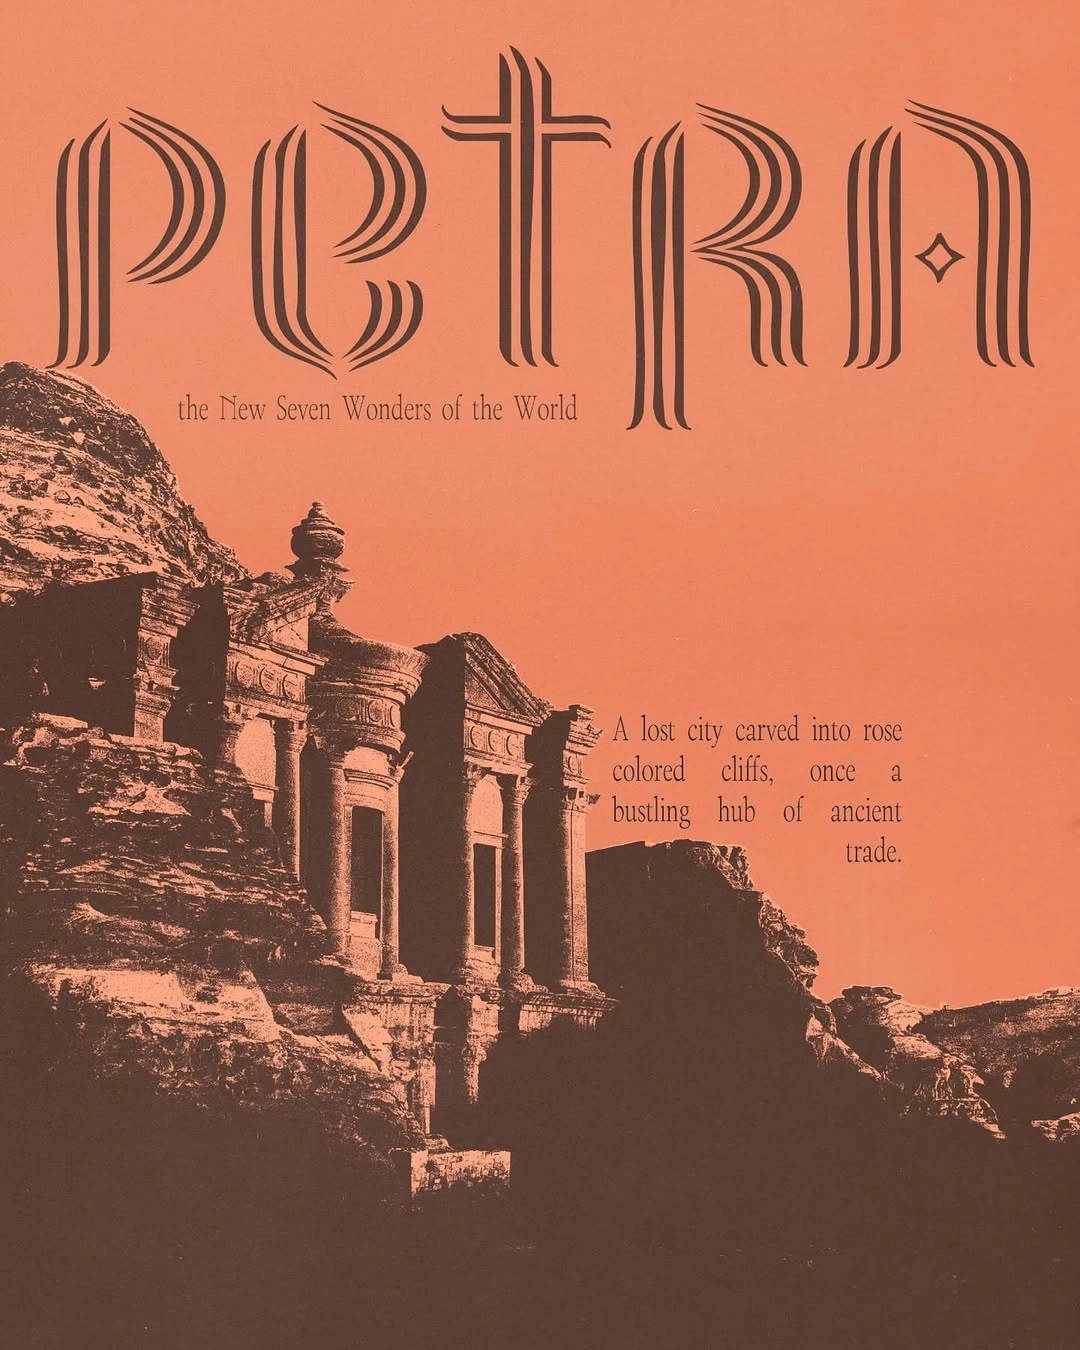 petRA
the New Seven Wonders of the World
A lost city carved into rose
colored cliffs, once a
bustling hub of ancient
trade.